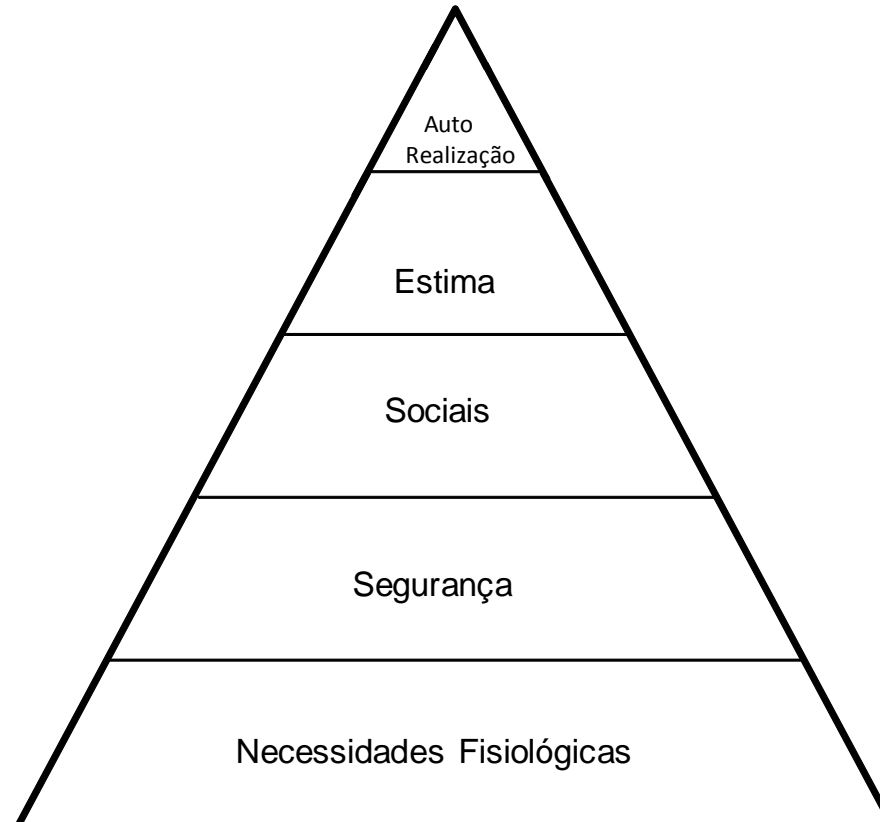 Auto
Realização
Estima
Sociais
Segurança
Necessidades Fisiológicas